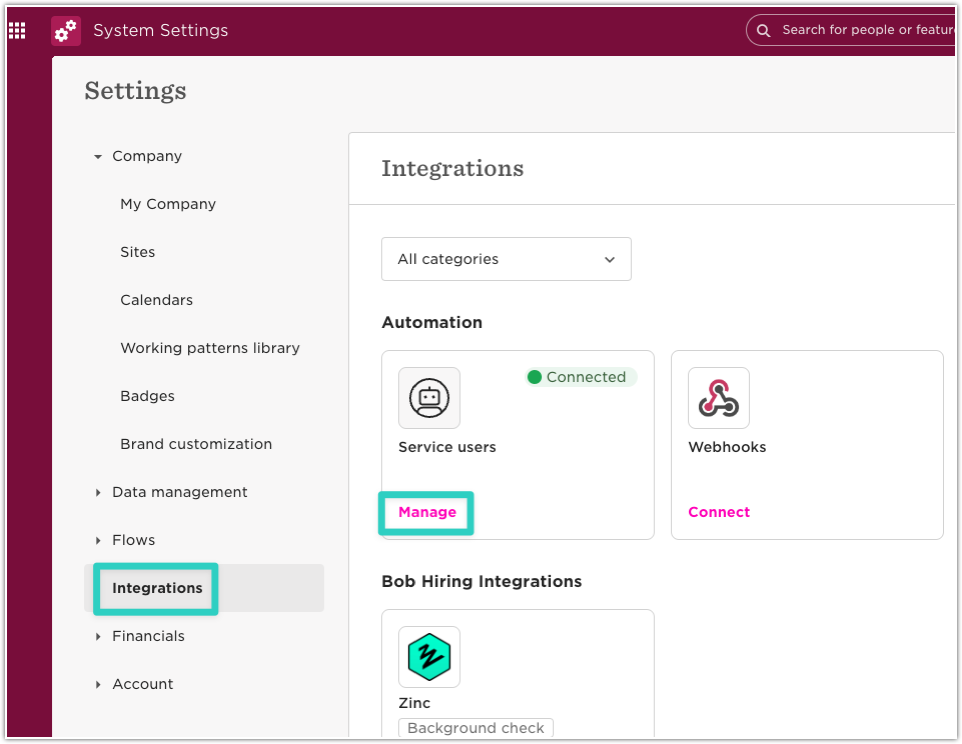 System Settings
Search for people or featur
Settings
Company
My Company
Sites
Calendars
Working patterns library
Badges
Brand customization
Data management
Flows
Integrations
Financials
Account
Integrations
All categories
Automation
Connected
Service users
Manage
Webhooks
Connect
Bob Hiring Integrations
Zinc
Background check